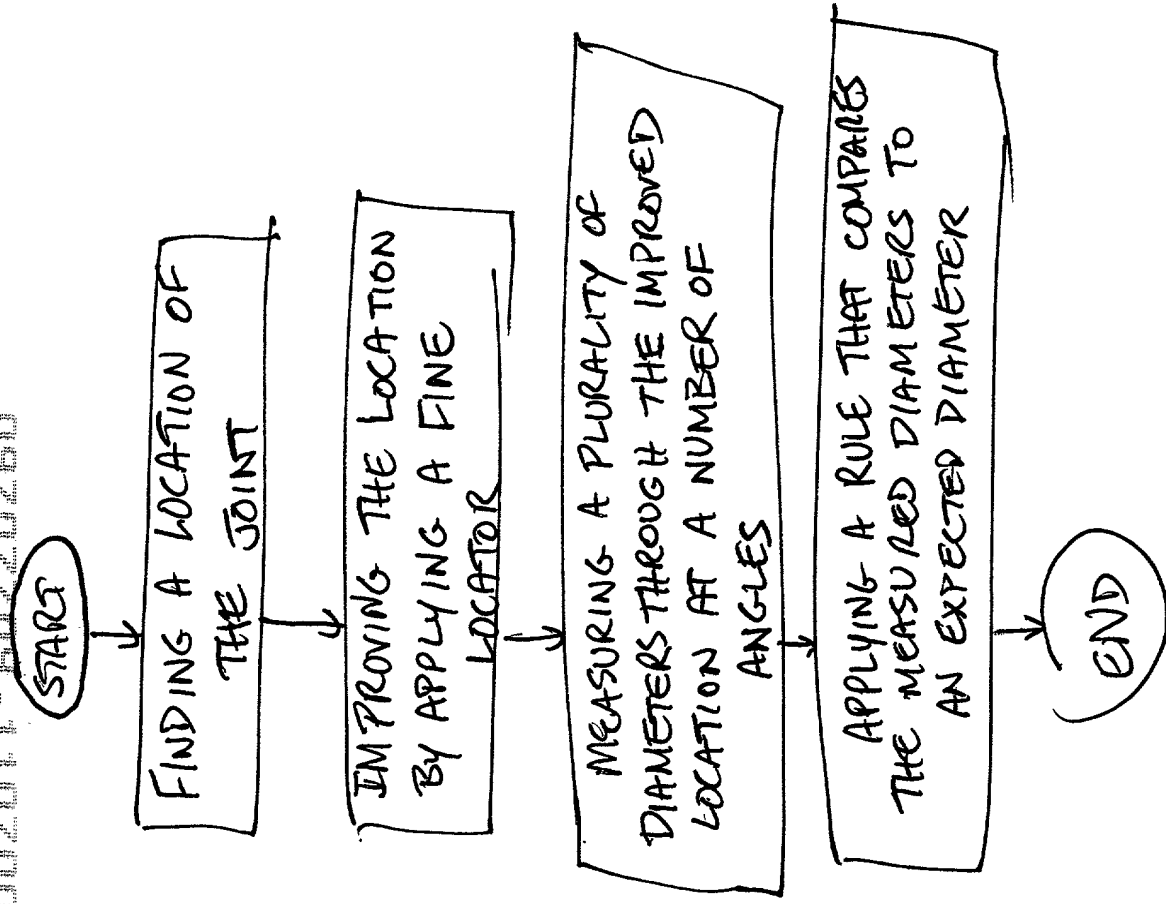 START
FINDING A LOCATION OF
THE JOINT
IMPROVING THE LOCATION
BY APPLYING A FINE
LOCATOR
MEASURING A PLURALITY OF
DIAMETERS THROUGH THE IMPROVED
LOCATION AT A NUMBER OF
ANGLES
APPLYING A RULE THAT COMPARES
THE MEASURED DIAMETERS TO
AN EXPECTED DIAMETER
END